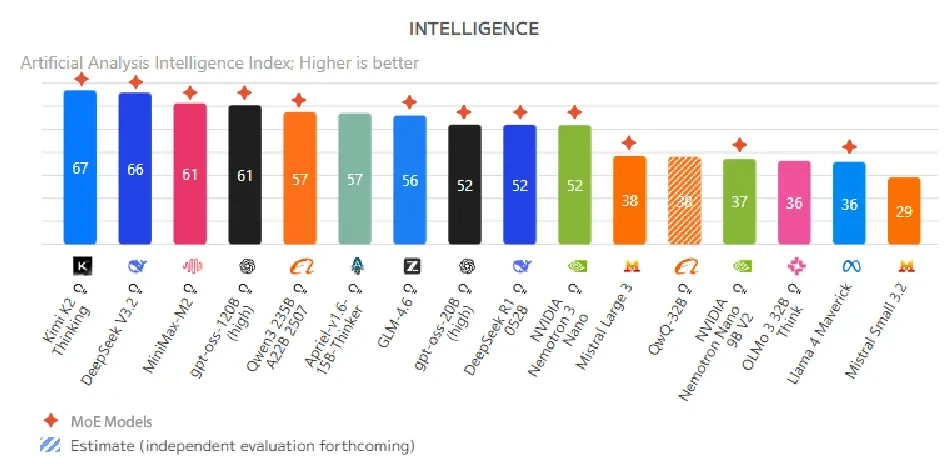 INTELLIGENCE
Artificial Analysis Intelligence Index; Higher is better
67
66
61
61
57
57
56
52
52
52
38
38
37
36
36
29
Kimi K2
Thinking
DeepSeek V3.2
MiniMax-M2
gpt-oss-120B
(high)
Qwen3 235B
A22B 2507
Apriel-v1.6-
15B-Thinker
GLM-4.6
gpt-oss-20B
(high)
DeepSeek R1
0528
NVIDIA
Nemotron 3
Nano
Mistral Large 3
QwQ-32B
NVIDIA
Nemotron Nano
9B V2
OLMo 3 32B
Think
Llama 4 Maverick
Mistral Small 3.2
MoE Models
Estimate (independent evaluation forthcoming)